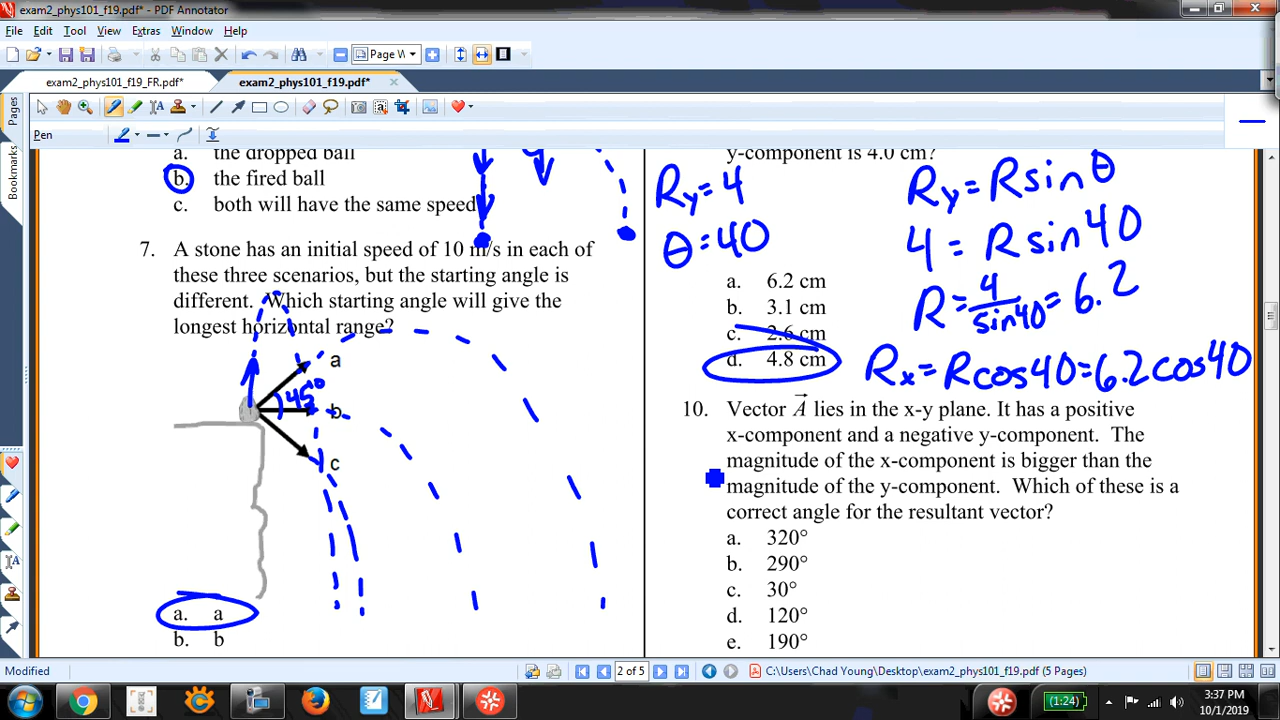 exam2_phys101_f19.pdf* - PDF Annotator
File Edit Tool View Extras Window Help
Page W
exam2_phys101_f19_FR.pdf*
exam2_phys101_f19.pdf*
Pen
Pages
Bookmarks
a. the dropped ball
b. the fired ball
c. both will have the same speed
7. A stone has an initial speed of 10 m/s in each of
these three scenarios, but the starting angle is
different. Which starting angle will give the
longest horizontal range?
a
45°
b
c
a. a
b. b
y-component is 4.0 cm?
Ry = 4
θ = 40
Ry = R sin θ
4 = R sin 40
R = 4/sin40 = 6.2
a. 6.2 cm
b. 3.1 cm
c. 2.6 cm
d. 4.8 cm
Rx = R cos40 = 6.2 cos40
10. Vector A⃗ lies in the x-y plane. It has a positive
x-component and a negative y-component. The
magnitude of the x-component is bigger than the
magnitude of the y-component. Which of these is a
correct angle for the resultant vector?
a. 320°
b. 290°
c. 30°
d. 120°
e. 190°
Modified
2 of 5
C:\Users\Chad Young\Desktop\exam2_phys101_f19.pdf (5 Pages)
(1:24)
3:37 PM
10/1/2019